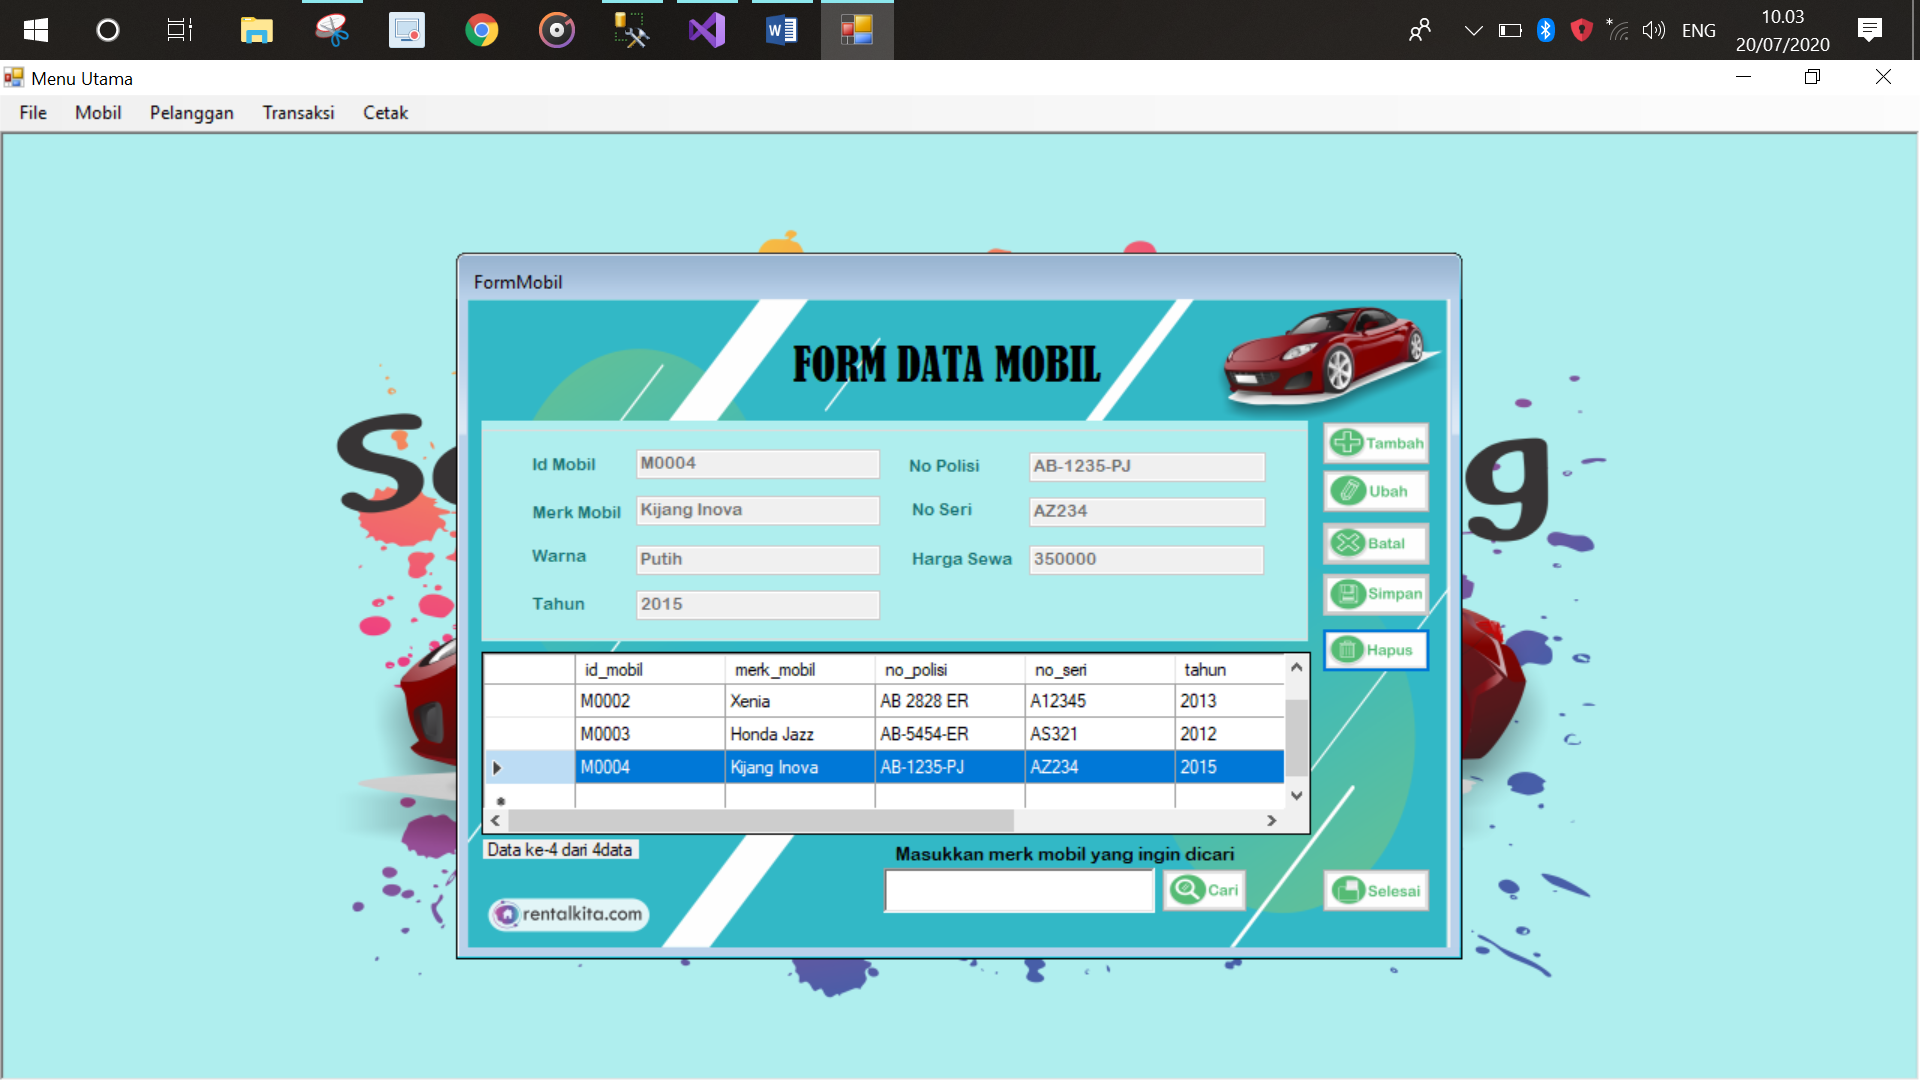 ENG
10.03
20/07/2020
Menu Utama
File Mobil Pelanggan Transaksi Cetak
FormMobil
FORM DATA MOBIL
Id Mobil M0004 No Polisi AB-1235-PJ
Merk Mobil Kijang Inova No Seri AZ234
Warna Putih Harga Sewa 350000
Tahun 2015
Tambah
Ubah
Batal
Simpan
Hapus
id_mobil merk_mobil no_polisi no_seri tahun
M0002 Xenia AB 2828 ER A12345 2013
M0003 Honda Jazz AB-5454-ER AS321 2012
M0004 Kijang Inova AB-1235-PJ AZ234 2015
Data ke-4 dari 4data
Masukkan merk mobil yang ingin dicari
Cari
Selesai
rentalkita.com